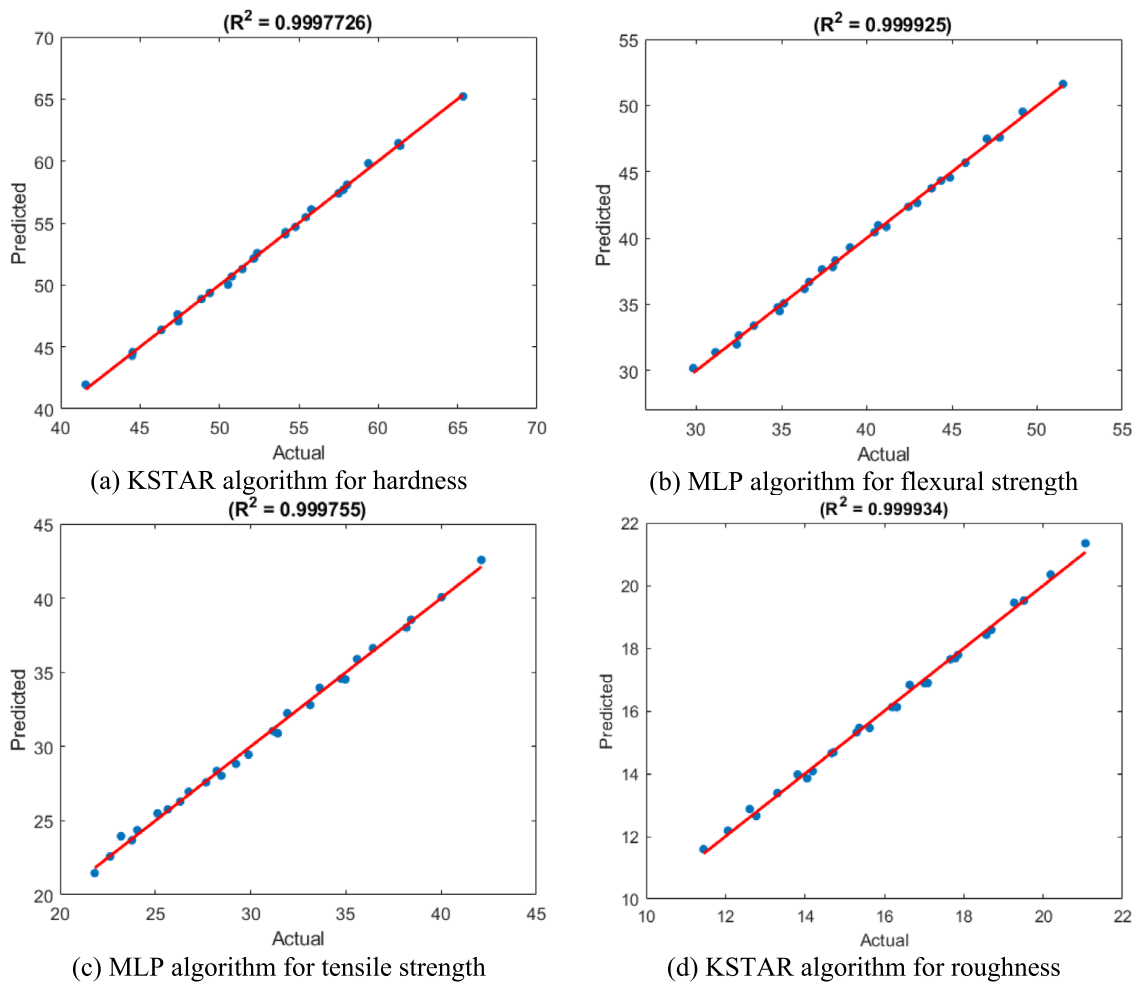 (R² = 0.9997726)
70
65
60
55
50
45
40
Predicted
40 45 50 55 60 65 70
Actual
(a) KSTAR algorithm for hardness
(R² = 0.999925)
55
50
45
40
35
30
Predicted
30 35 40 45 50 55
Actual
(b) MLP algorithm for flexural strength
(R² = 0.999755)
45
40
35
30
25
20
Predicted
20 25 30 35 40 45
Actual
(c) MLP algorithm for tensile strength
(R² = 0.999934)
22
20
18
16
14
12
10
Predicted
10 12 14 16 18 20 22
Actual
(d) KSTAR algorithm for roughness